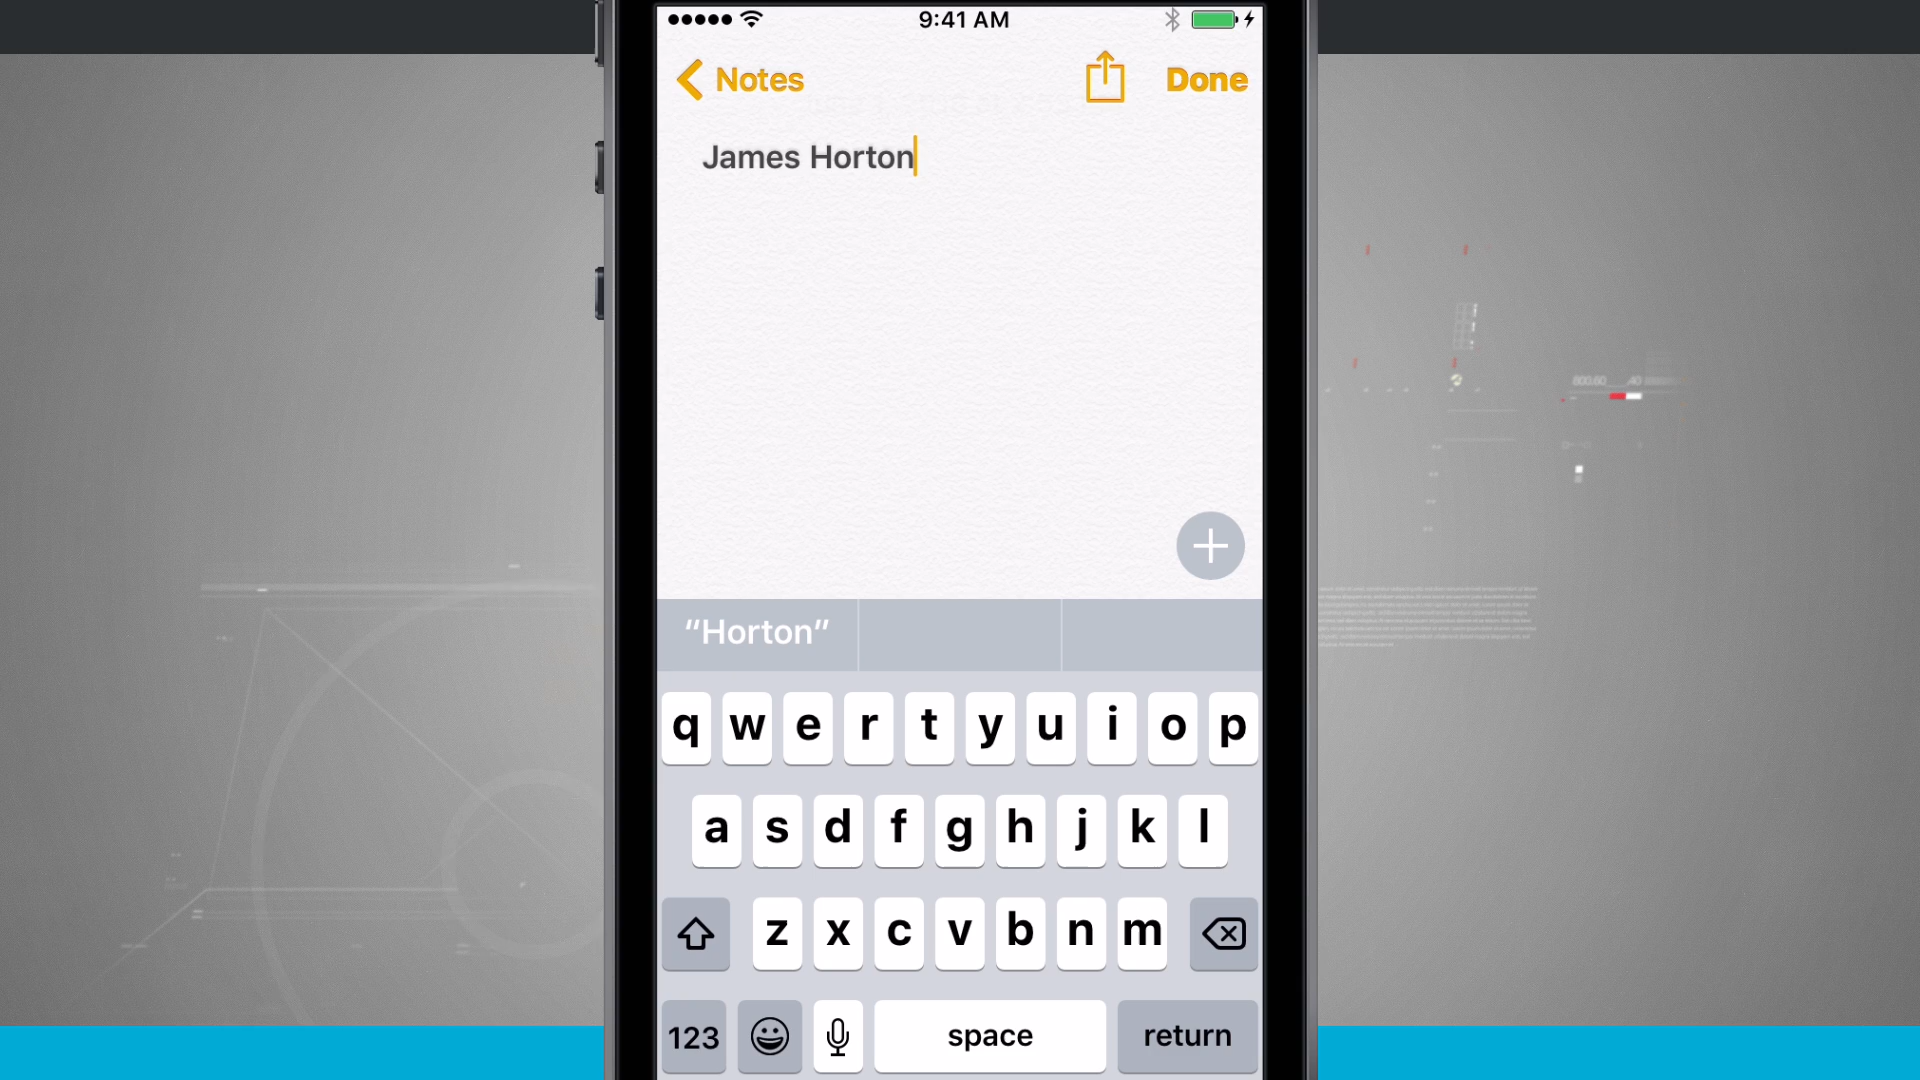 9:41 AM
Notes
Done
James Horton
“Horton”
q w e r t y u i o p
a s d f g h j k l
z x c v b n m
123
space
return